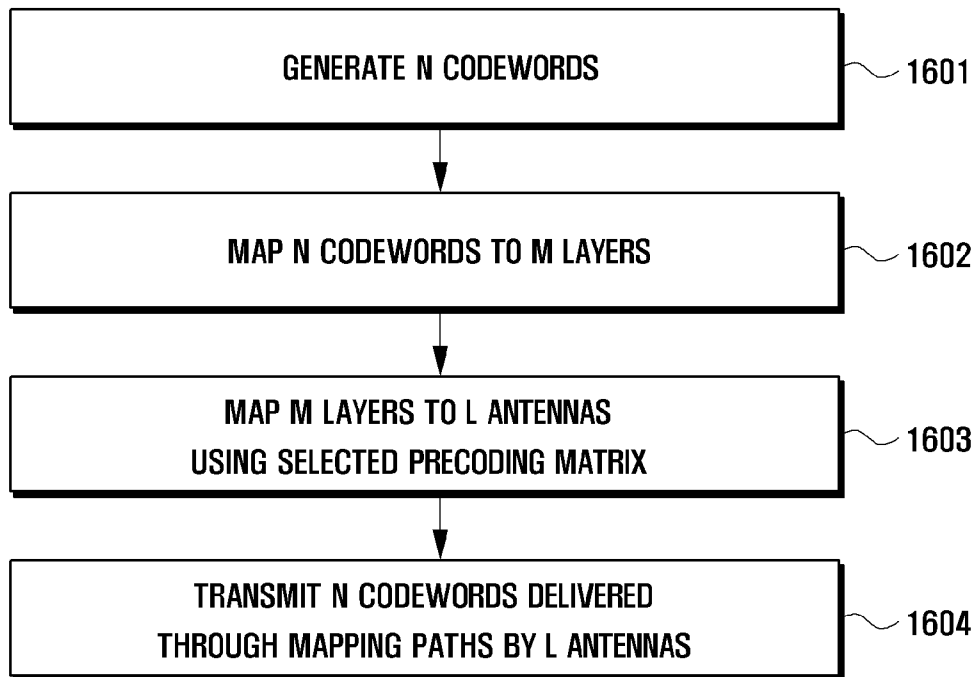 GENERATE N CODEWORDS
1601
MAP N CODEWORDS TO M LAYERS
1602
MAP M LAYERS TO L ANTENNAS
USING SELECTED PRECODING MATRIX
1603
TRANSMIT N CODEWORDS DELIVERED
THROUGH MAPPING PATHS BY L ANTENNAS
1604